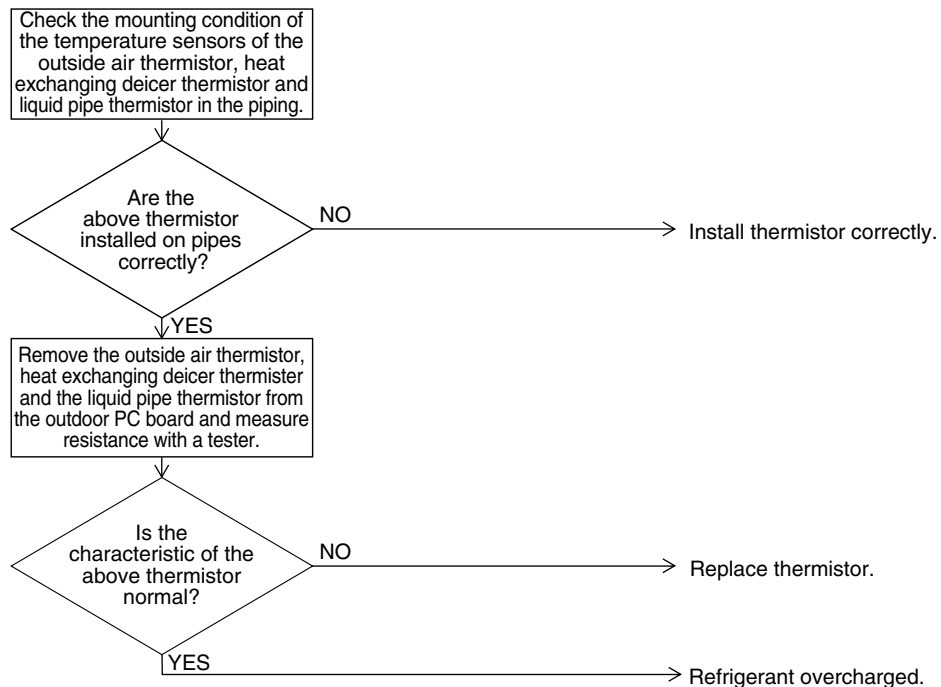 Check the mounting condition of
the temperature sensors of the
outside air thermistor, heat
exchanging deicer thermistor and
liquid pipe thermistor in the piping.
Are the
above thermistor
installed on pipes
correctly?
NO
Install thermistor correctly.
YES
Remove the outside air thermistor,
heat exchanging deicer thermister
and the liquid pipe thermistor from
the outdoor PC board and measure
resistance with a tester.
Is the
characteristic of the
above thermistor
normal?
NO
Replace thermistor.
YES
Refrigerant overcharged.